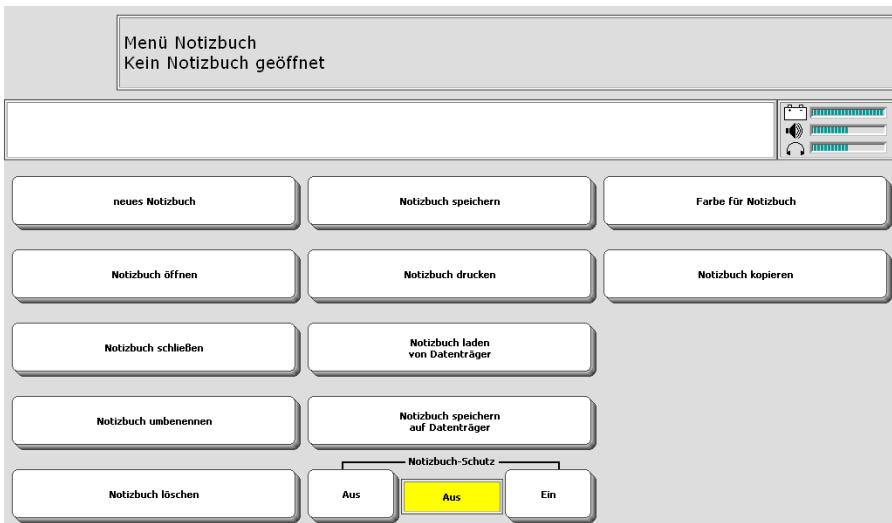 Menü Notizbuch
Kein Notizbuch geöffnet
neues Notizbuch
Notizbuch speichern
Farbe für Notizbuch
Notizbuch öffnen
Notizbuch drucken
Notizbuch kopieren
Notizbuch schließen
Notizbuch laden
von Datenträger
Notizbuch umbenennen
Notizbuch speichern
auf Datenträger
Notizbuch-Schutz
Notizbuch löschen
Aus
Aus
Ein